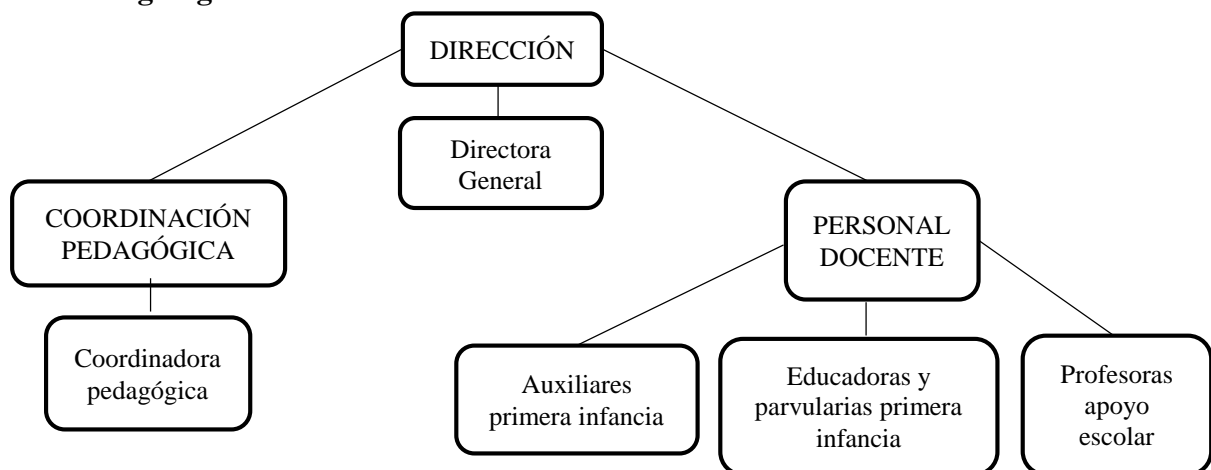 DIRECCIÓN
Directora
General
COORDINACIÓN
PEDAGÓGICA
PERSONAL
DOCENTE
Coordinadora
pedagógica
Auxiliares
primera infancia
Educadoras y
parvularias primera
infancia
Profesoras
apoyo
escolar